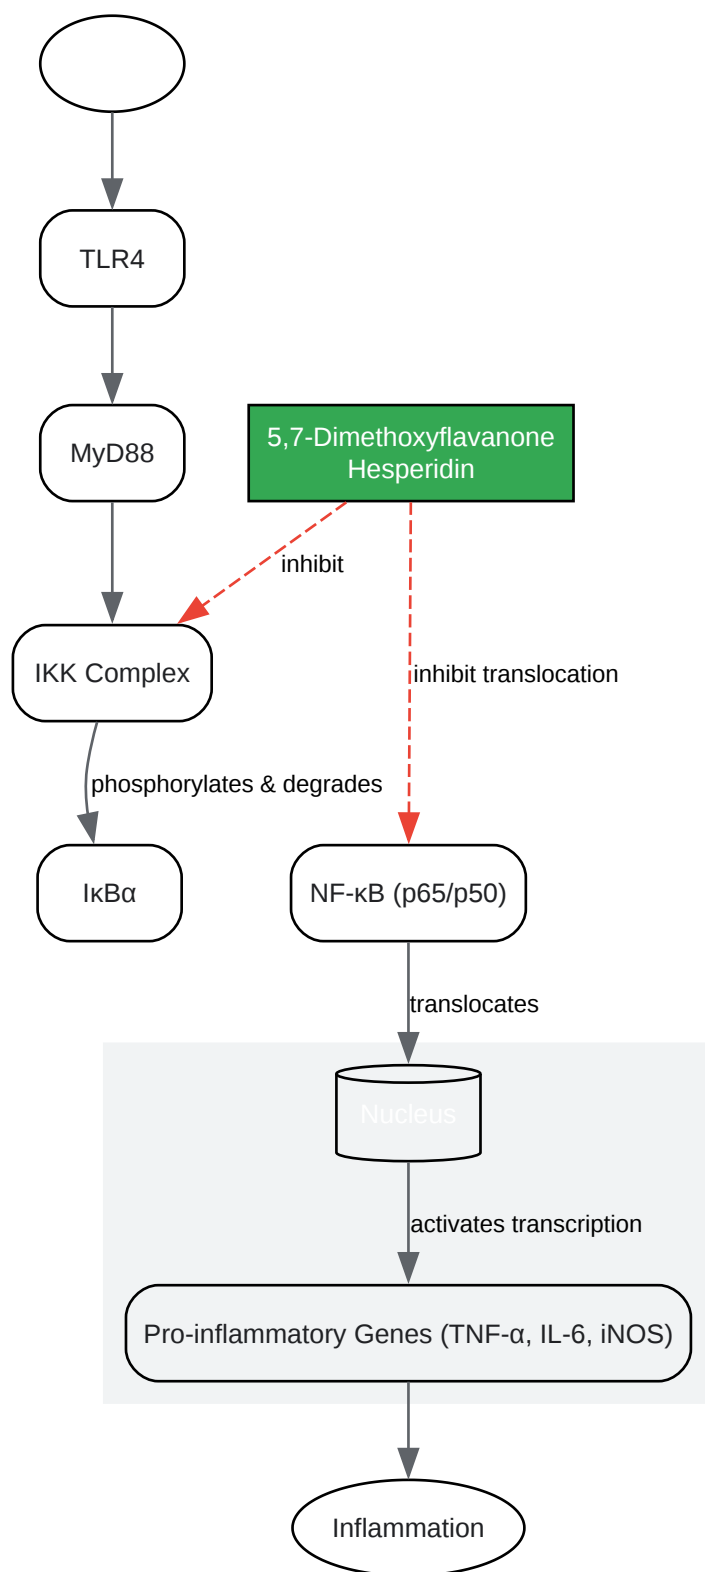 TLR4
MyD88
5,7-Dimethoxyflavanone
Hesperidin
inhibit
IKK Complex
inhibit translocation
phosphorylates & degrades
IκBα
NF-κB (p65/p50)
translocates
Nucleus
activates transcription
Pro-inflammatory Genes (TNF-α, IL-6, iNOS)
Inflammation